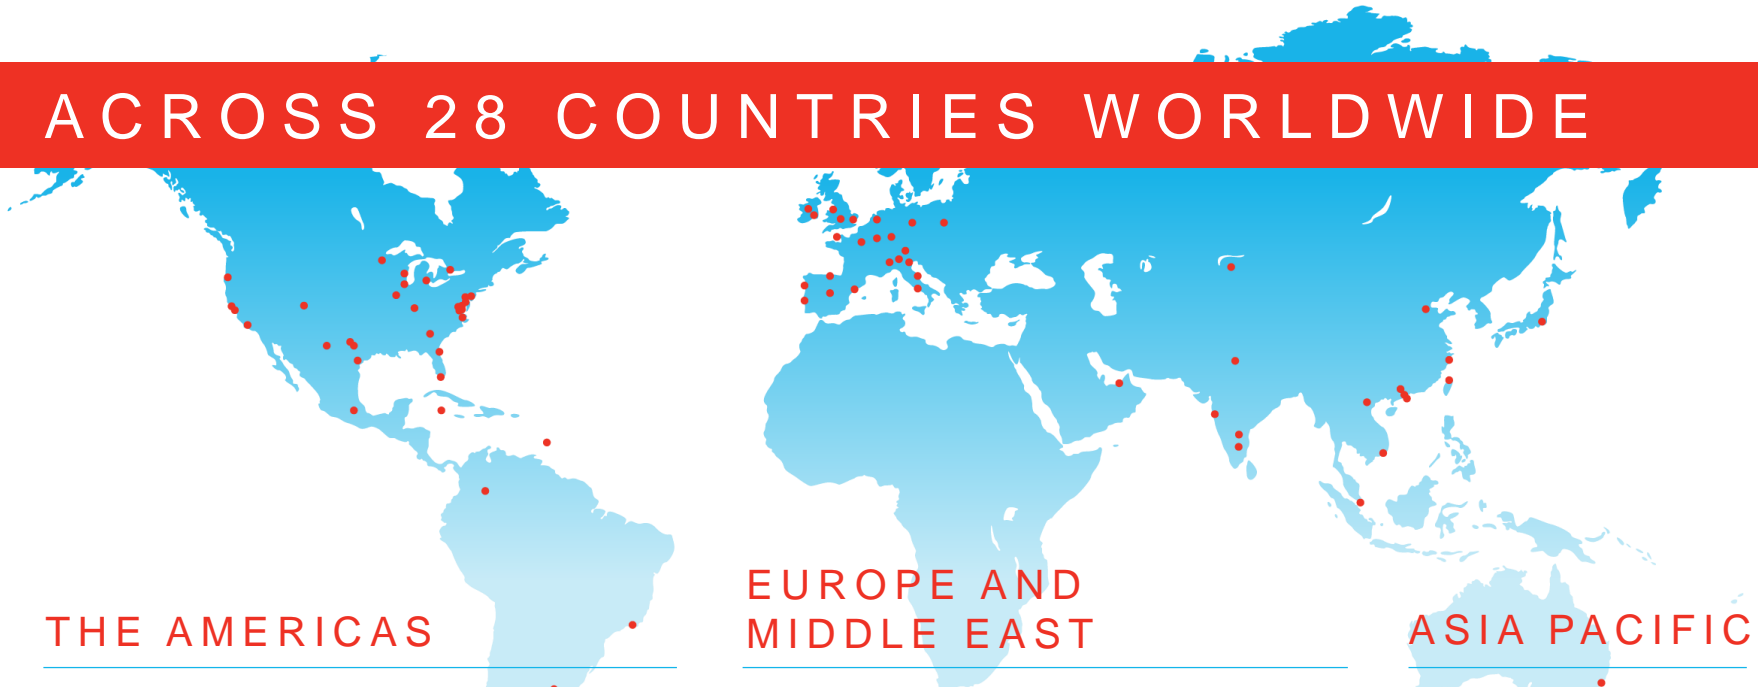 ACROSS 28 COUNTRIES WORLDWIDE
THE AMERICAS
EUROPE AND
MIDDLE EAST
ASIA PACIFIC